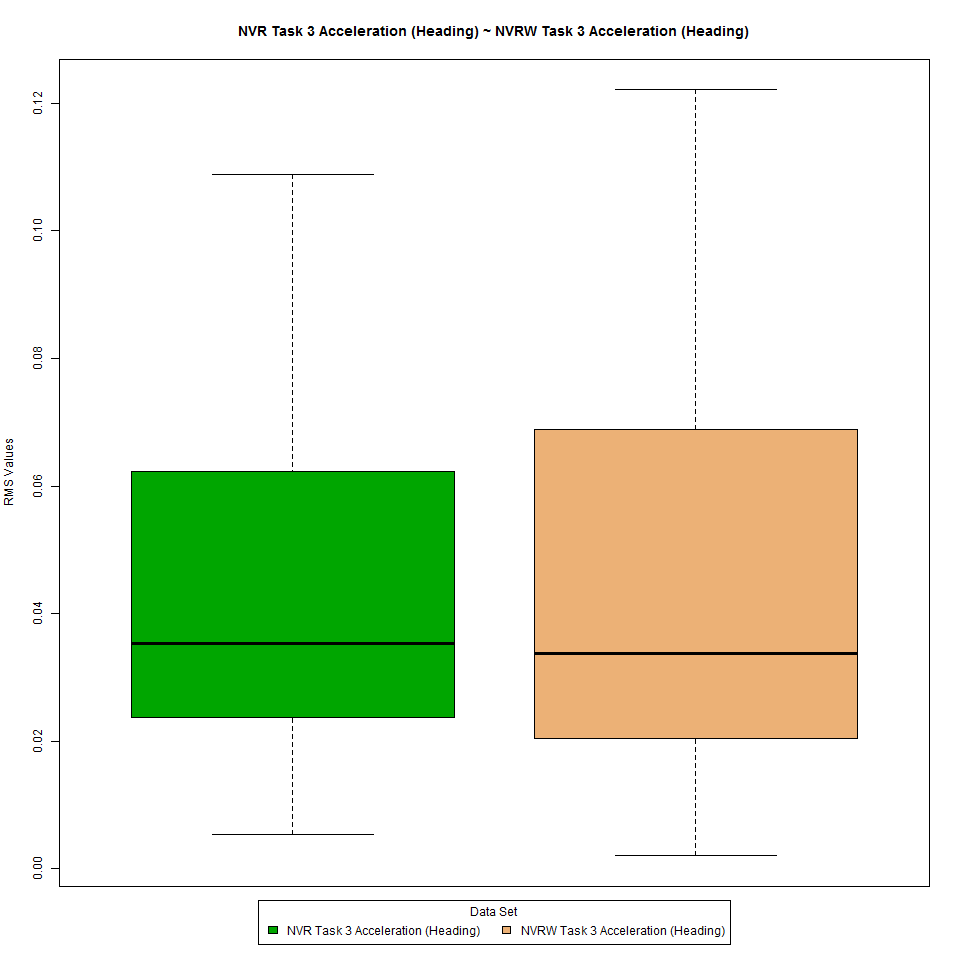 NVR Task 3 Acceleration (Heading) ~ NVRW Task 3 Acceleration (Heading)
0.12
0.10
0.08
0.06
0.04
0.02
0.00
RMS Values
Data Set
NVR Task 3 Acceleration (Heading) NVRW Task 3 Acceleration (Heading)